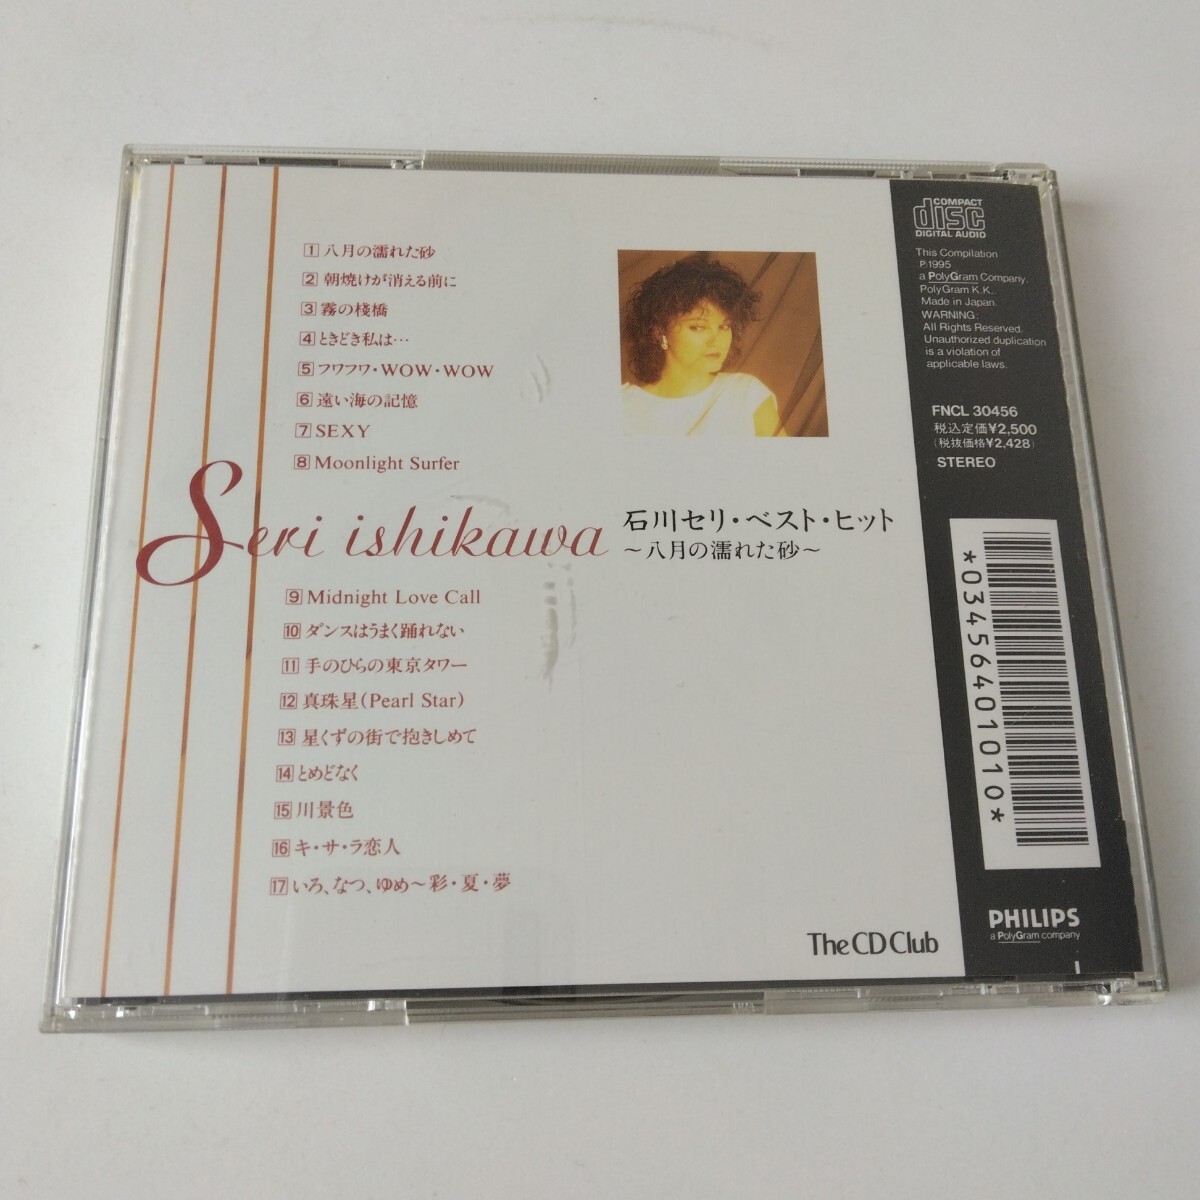 1 八月の濡れた砂
2 朝焼けが消える前に
3 霧の棧橋
4 ときどき私は…
5 フワフワ・WOW・WOW
6 遠い海の記憶
7 SEXY
8 Moonlight Surfer
Seri ishikawa
石川セリ・ベスト・ヒット
～八月の濡れた砂～
9 Midnight Love Call
10 ダンスはうまく踊れない
11 手のひらの東京タワー
12 真珠星(Pearl Star)
13 星くずの街で抱きしめて
14 とめどなく
15 川景色
16 キ・サ・ラ恋人
17 いろ、なつ、ゆめ～彩・夏・夢
The CD Club
COMPACT
disc
DIGITAL AUDIO
This Compilation
P.1995
a PolyGram Company.
PolyGram K.K.
Made in Japan.
WARNING:
All Rights Reserved.
Unauthorized duplication
is a violation of
applicable laws.
FNCL 30456
税込定価¥2,500
(税抜価格¥2,428)
STEREO
*03456401010*
PHILIPS
a PolyGram company